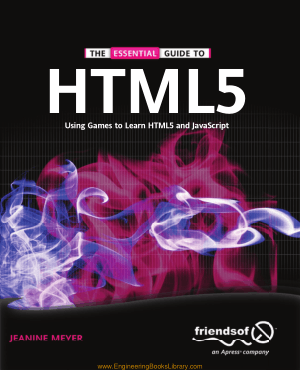 THE ESSENTIAL GUIDE TO
HTML5
Using Games to Learn HTML5 and JavaScript
JEANINE MEYER
friendsof
an Apress® company
www.EngineeringBooksLibrary.com